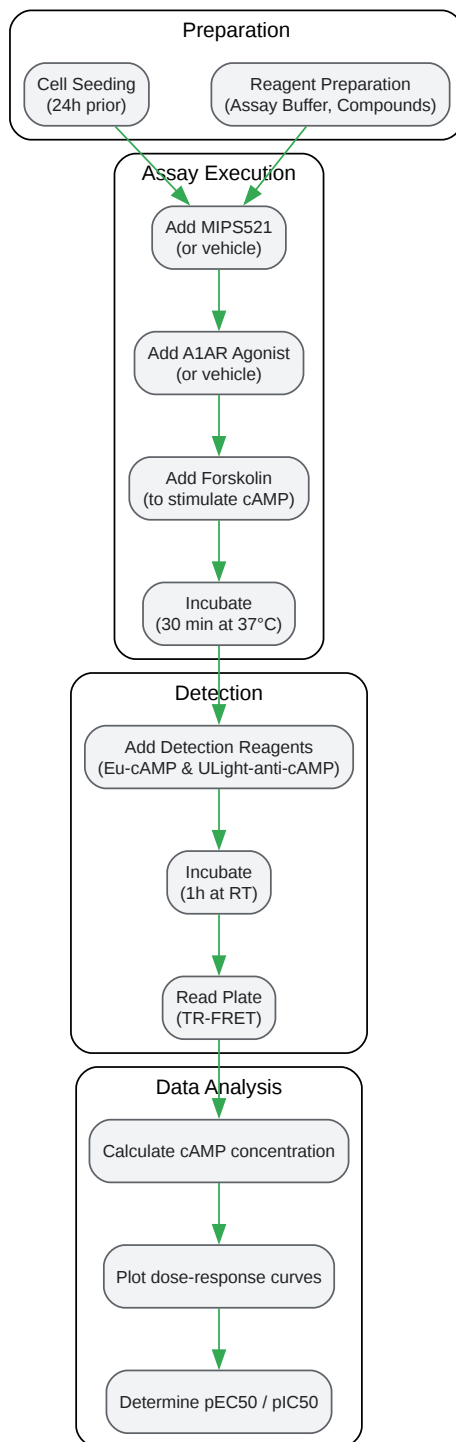 Preparation
Cell Seeding
(24h prior)
Reagent Preparation
(Assay Buffer, Compounds)
Assay Execution
Add MIPS521
(or vehicle)
Add A1AR Agonist
(or vehicle)
Add Forskolin
(to stimulate cAMP)
Incubate
(30 min at 37°C)
Detection
Add Detection Reagents
(Eu-cAMP & ULight-anti-cAMP)
Incubate
(1h at RT)
Read Plate
(TR-FRET)
Data Analysis
Calculate cAMP concentration
Plot dose-response curves
Determine pEC50 / pIC50